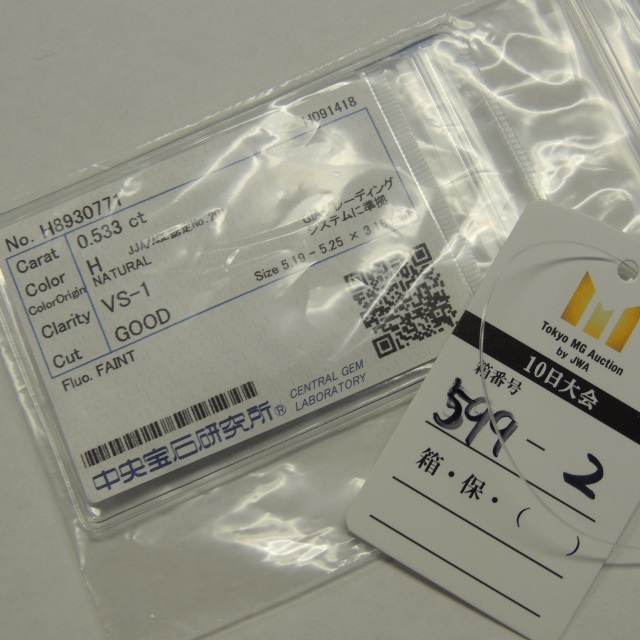 No. H8930771
U091418
Carat 0.533 ct
Color H
GIAグレーディング
システムに準拠
ColorOrigin NATURAL
Size 5.19 - 5.25 ×
Clarity VS-1
Cut GOOD
Fluo. FAINT
中央宝石研究所® CENTRAL GEM
LABORATORY
Tokyo MG Auction
by JWA
10日大会
箱番号
599-2
箱・保・( )